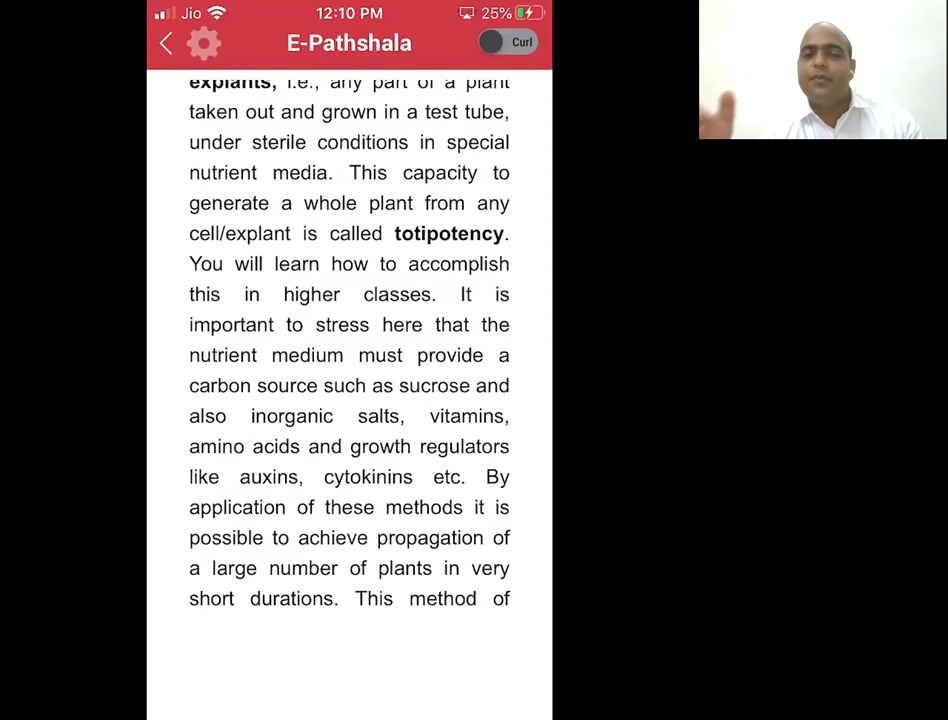 Jio 12:10 PM 25%
E-Pathshala Curl
explants, i.e., any part of a plant
taken out and grown in a test tube,
under sterile conditions in special
nutrient media. This capacity to
generate a whole plant from any
cell/explant is called totipotency.
You will learn how to accomplish
this in higher classes. It is
important to stress here that the
nutrient medium must provide a
carbon source such as sucrose and
also inorganic salts, vitamins,
amino acids and growth regulators
like auxins, cytokinins etc. By
application of these methods it is
possible to achieve propagation of
a large number of plants in very
short durations. This method of